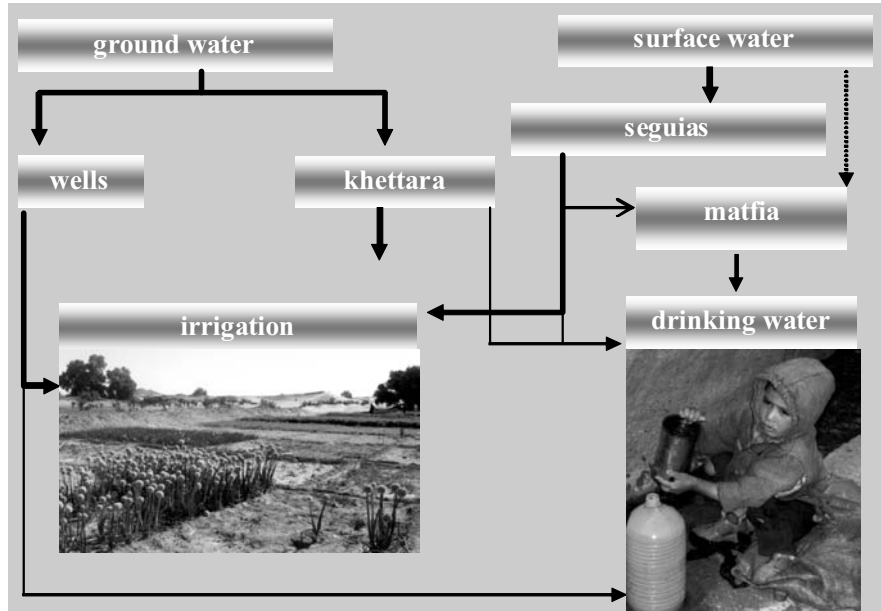 ground water
surface water
seguias
wells
khettara
matfia
irrigation
drinking water